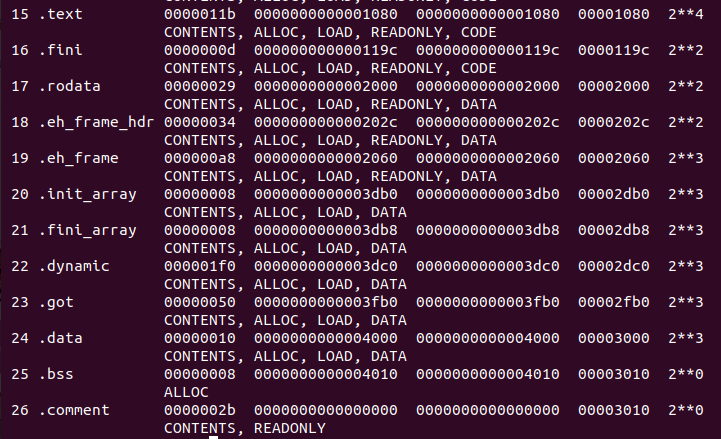 CONTENTS, ALLOC, LOAD, READONLY, CODE
15 .text 0000011b 0000000000001080 0000000000001080 00001080 2**4
CONTENTS, ALLOC, LOAD, READONLY, CODE
16 .fini 0000000d 000000000000119c 000000000000119c 0000119c 2**2
CONTENTS, ALLOC, LOAD, READONLY, CODE
17 .rodata 00000029 0000000000002000 0000000000002000 00002000 2**2
CONTENTS, ALLOC, LOAD, READONLY, DATA
18 .eh_frame_hdr 00000034 000000000000202c 000000000000202c 0000202c 2**2
CONTENTS, ALLOC, LOAD, READONLY, DATA
19 .eh_frame 000000a8 0000000000002060 0000000000002060 00002060 2**3
CONTENTS, ALLOC, LOAD, READONLY, DATA
20 .init_array 00000008 0000000000003db0 0000000000003db0 00002db0 2**3
CONTENTS, ALLOC, LOAD, DATA
21 .fini_array 00000008 0000000000003db8 0000000000003db8 00002db8 2**3
CONTENTS, ALLOC, LOAD, DATA
22 .dynamic 000001f0 0000000000003dc0 0000000000003dc0 00002dc0 2**3
CONTENTS, ALLOC, LOAD, DATA
23 .got 00000050 0000000000003fb0 0000000000003fb0 00002fb0 2**3
CONTENTS, ALLOC, LOAD, DATA
24 .data 00000010 0000000000004000 0000000000004000 00003000 2**3
CONTENTS, ALLOC, LOAD, DATA
25 .bss 00000008 0000000000004010 0000000000004010 00003010 2**0
ALLOC
26 .comment 0000002b 0000000000000000 0000000000000000 00003010 2**0
CONTENTS, READONLY